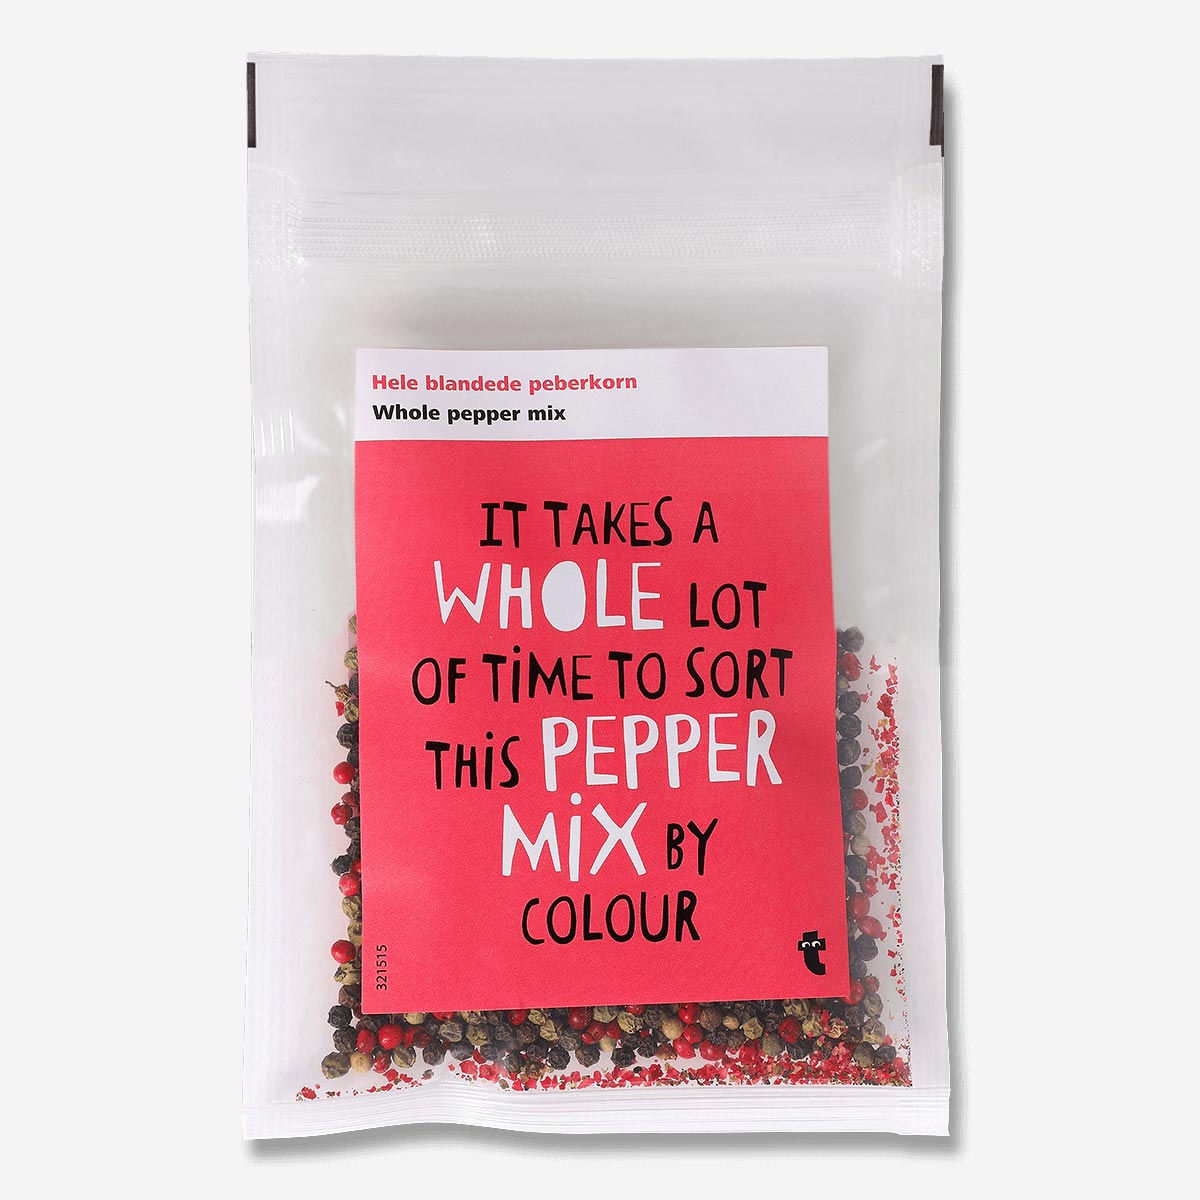 Hele blandede peberkorn
Whole pepper mix
IT TAKES A
WHOLE LOT
OF TiME TO SORT
THiS PEPPER
MiX BY
COLOUR
321515
t